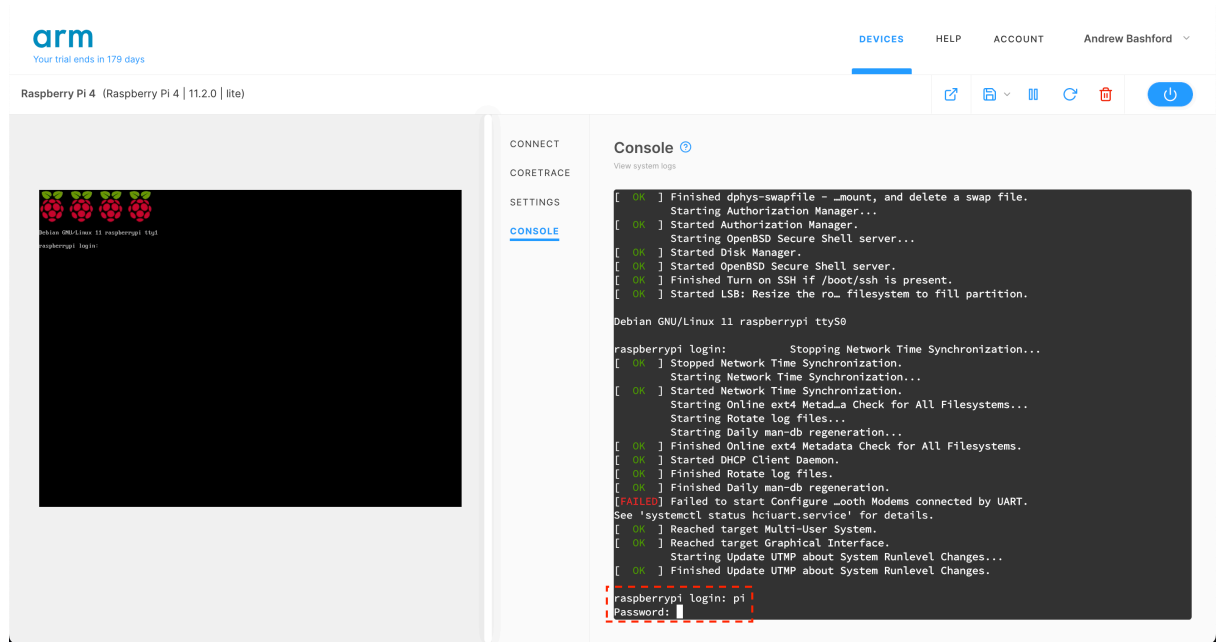 arm
Your trial ends in 179 days
DEVICES
HELP
ACCOUNT
Andrew Bashford
Raspberry Pi 4 (Raspberry Pi 4 | 11.2.0 | lite)
Debian GNU/Linux 11 raspberrypi tty1
raspberrypi login:
CONNECT
CORETRACE
SETTINGS
CONSOLE
Console
View system logs
[  OK  ] Finished dphys-swapfile - …mount, and delete a swap file.
Starting Authorization Manager...
[  OK  ] Started Authorization Manager.
Starting OpenBSD Secure Shell server...
[  OK  ] Started Disk Manager.
[  OK  ] Started OpenBSD Secure Shell server.
[  OK  ] Finished Turn on SSH if /boot/ssh is present.
[  OK  ] Started LSB: Resize the ro… filesystem to fill partition.
Debian GNU/Linux 11 raspberrypi ttyS0
raspberrypi login:          Stopping Network Time Synchronization...
[  OK  ] Stopped Network Time Synchronization.
Starting Network Time Synchronization...
[  OK  ] Started Network Time Synchronization.
Starting Online ext4 Metad…a Check for All Filesystems...
Starting Rotate log files...
Starting Daily man-db regeneration...
[  OK  ] Finished Online ext4 Metadata Check for All Filesystems.
[  OK  ] Started DHCP Client Daemon.
[  OK  ] Finished Rotate log files.
[  OK  ] Finished Daily man-db regeneration.
[FAILED] Failed to start Configure …ooth Modems connected by UART.
See 'systemctl status hciuart.service' for details.
[  OK  ] Reached target Multi-User System.
[  OK  ] Reached target Graphical Interface.
Starting Update UTMP about System Runlevel Changes...
[  OK  ] Finished Update UTMP about System Runlevel Changes.
raspberrypi login: pi
Password: